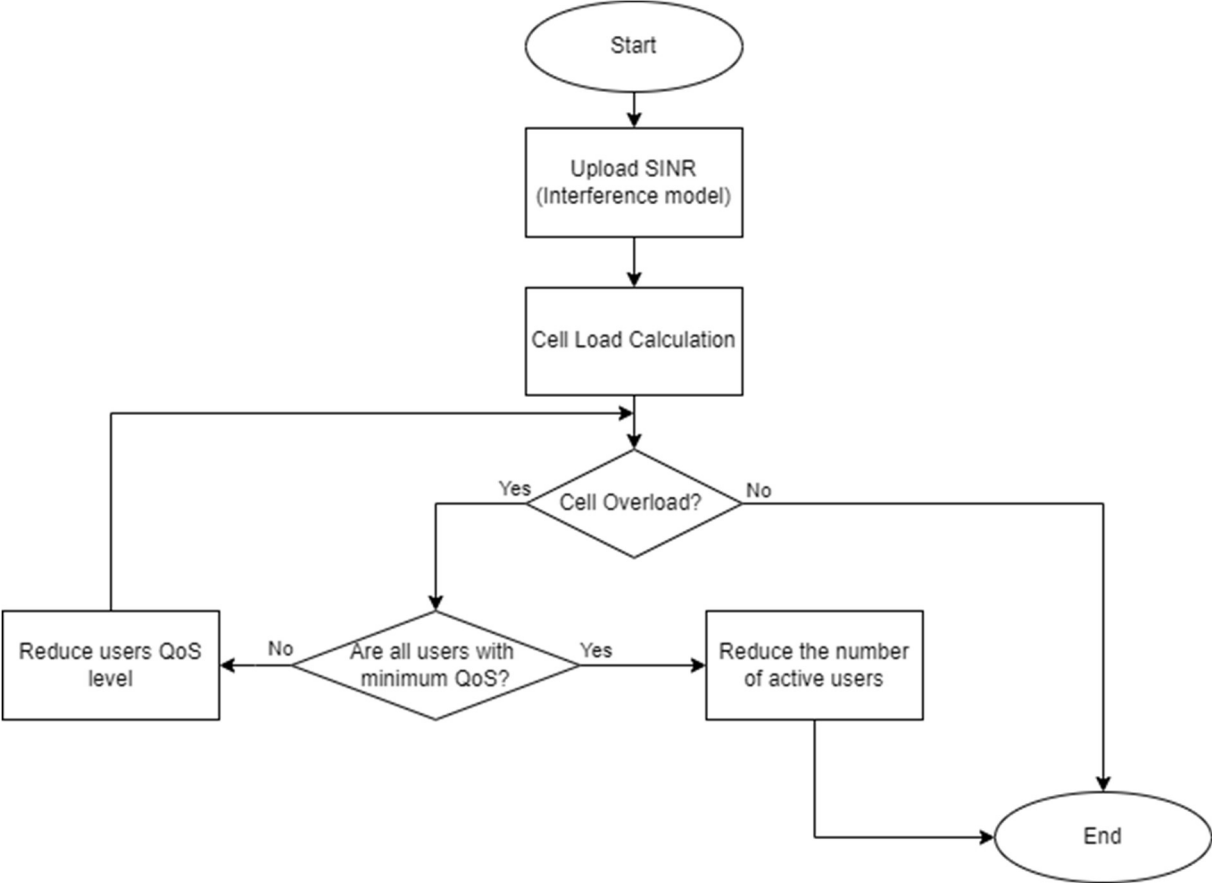 Start
Upload SINR
(Interference model)
Cell Load Calculation
Yes
Cell Overload?
No
Reduce users QoS
level
No
Are all users with
minimum QoS?
Yes
Reduce the number
of active users
End